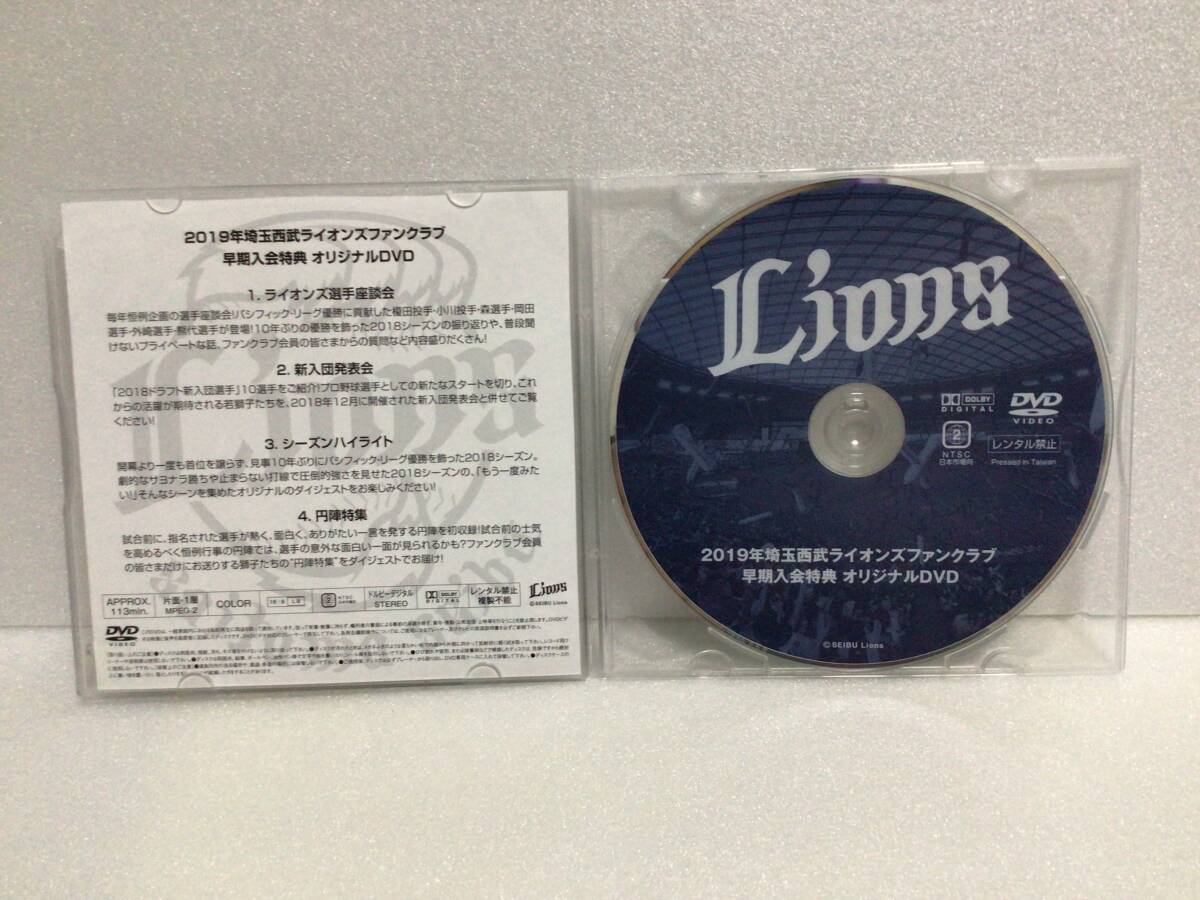 2019年埼玉西武ライオンズファンクラブ
早期入会特典 オリジナルDVD
1. ライオンズ選手座談会
毎年恒例企画の選手座談会!パシフィック・リーグ優勝に貢献した榎田投手・小川投手・森選手・岡田
選手・外崎選手・熊代選手が登場!10年ぶりの優勝を飾った2018シーズンの振り返りや、普段聞
けないプライベートな話、ファンクラブ会員の皆さまからの質問など内容盛りだくさん!
2. 新入団発表会
「2018ドラフト新入団選手」10選手をご紹介!プロ野球選手としての新たなスタートを切り、これ
からの活躍が期待される若獅子たちを、2018年12月に開催された新入団発表会と併せてご覧
ください!
3. シーズンハイライト
開幕より一度も首位を譲らず、見事10年ぶりにパシフィック・リーグ優勝を飾った2018シーズン。
劇的なサヨナラ勝ちや止まらない打線で圧倒的強さを見せた2018シーズンの、「もう一度みた
い!」そんなシーンを集めたオリジナルのダイジェストをお楽しみください!
4. 円陣特集
試合前に、指名された選手が熱く、面白く、ありがたい一言を発する円陣を初収録!試合前の士気
を高めるべく恒例行事の円陣では、選手の意外な面白い一面が見られるかも?ファンクラブ会員
の皆さまだけにお送りする獅子たちの"円陣特集"をダイジェストでお届け!
APPROX. 113min.
片面・1層 MPEG-2
COLOR
16:9 LB
2 NTSC 日本市場向
ドルビーデジタル STEREO
DOLBY DIGITAL
レンタル禁止 複製不能
Lions
©SEIBU Lions
DVD VIDEO
Lions
DOLBY DIGITAL
DVD VIDEO
2
NTSC
日本市場向
レンタル禁止
Pressed in Taiwan
2019年埼玉西武ライオンズファンクラブ
早期入会特典 オリジナルDVD
©SEIBU Lions